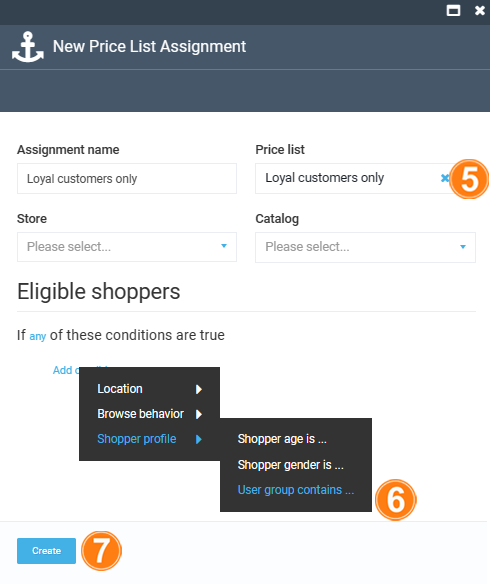 New Price List Assignment
Assignment name Price list
Loyal customers only Loyal customers only 5
Store Catalog
Please select... Please select...
Eligible shoppers
If any of these conditions are true
Add
Location
Browse behavior
Shopper profile Shopper age is ...
Shopper gender is ...
User group contains ...
6
Create 7